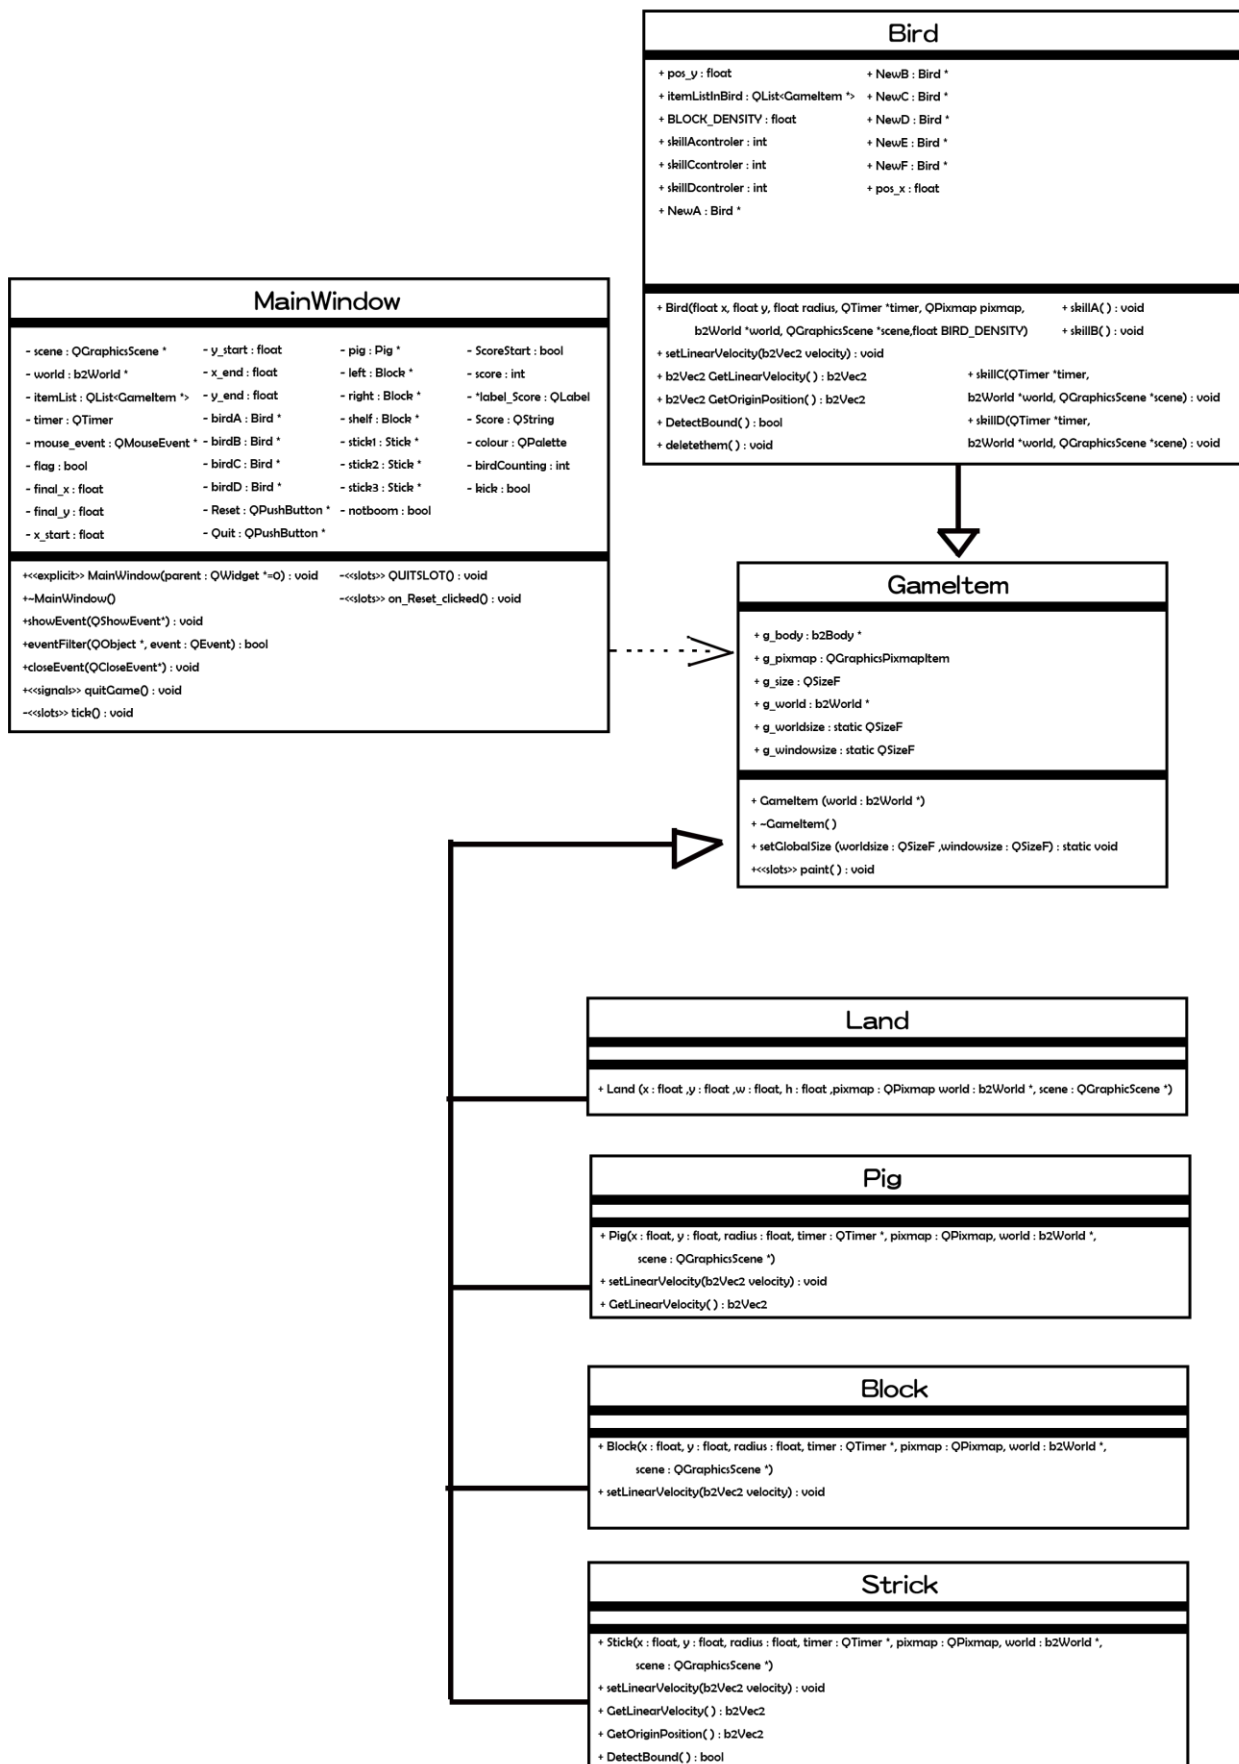 Bird
+ pos_y : float
+ itemListInBird : QList<GameItem *>
+ BLOCK_DENSITY : float
+ skillAcontroler : int
+ skillCcontroler : int
+ skillDcontroler : int
+ NewA : Bird *
+ NewB : Bird *
+ NewC : Bird *
+ NewD : Bird *
+ NewE : Bird *
+ NewF : Bird *
+ pos_x : float
+ Bird(float x, float y, float radius, QTimer *timer, QPixmap pixmap,
b2World *world, QGraphicsScene *scene,float BIRD_DENSITY)
+ setLinearVelocity(b2Vec2 velocity) : void
+ b2Vec2 GetLinearVelocity( ) : b2Vec2
+ b2Vec2 GetOriginPosition( ) : b2Vec2
+ DetectBound( ) : bool
+ deletethem( ) : void
+ skillA( ) : void
+ skillB( ) : void
+ skillC(QTimer *timer,
b2World *world, QGraphicsScene *scene) : void
+ skillD(QTimer *timer,
b2World *world, QGraphicsScene *scene) : void
MainWindow
- scene : QGraphicsScene *
- world : b2World *
- itemList : QList<GameItem *>
- timer : QTimer
- mouse_event : QMouseEvent *
- flag : bool
- final_x : float
- final_y : float
- x_start : float
- y_start : float
- x_end : float
- y_end : float
- birdA : Bird *
- birdB : Bird *
- birdC : Bird *
- birdD : Bird *
- Reset : QPushButton *
- Quit : QPushButton *
- pig : Pig *
- left : Block *
- right : Block *
- shelf : Block *
- stick1 : Stick *
- stick2 : Stick *
- stick3 : Stick *
- notboom : bool
- ScoreStart : bool
- score : int
- *label_Score : QLabel
- Score : QString
- colour : QPalette
- birdCounting : int
- kick : bool
+<<explicit>> MainWindow(parent : QWidget *=0) : void
+~MainWindow()
+showEvent(QShowEvent*) : void
+eventFilter(QObject *, event : QEvent) : bool
+closeEvent(QCloseEvent*) : void
+<<signals>> quitGame() : void
-<<slots>> tick() : void
-<<slots>> QUITSLOT() : void
-<<slots>> on_Reset_clicked() : void
GameItem
+ g_body : b2Body *
+ g_pixmap : QGraphicsPixmapItem
+ g_size : QSizeF
+ g_world : b2World *
+ g_worldsize : static QSizeF
+ g_windowsize : static QSizeF
+ GameItem (world : b2World *)
+ ~GameItem( )
+ setGlobalSize (worldsize : QSizeF ,windowsize : QSizeF) : static void
+<<slots>> paint( ) : void
Land
+ Land (x : float ,y : float ,w : float, h : float ,pixmap : QPixmap world : b2World *, scene : QGraphicScene *)
Pig
+ Pig(x : float, y : float, radius : float, timer : QTimer *, pixmap : QPixmap, world : b2World *,
scene : QGraphicsScene *)
+ setLinearVelocity(b2Vec2 velocity) : void
+ GetLinearVelocity( ) : b2Vec2
Block
+ Block(x : float, y : float, radius : float, timer : QTimer *, pixmap : QPixmap, world : b2World *,
scene : QGraphicsScene *)
+ setLinearVelocity(b2Vec2 velocity) : void
Strick
+ Stick(x : float, y : float, radius : float, timer : QTimer *, pixmap : QPixmap, world : b2World *,
scene : QGraphicsScene *)
+ setLinearVelocity(b2Vec2 velocity) : void
+ GetLinearVelocity( ) : b2Vec2
+ GetOriginPosition( ) : b2Vec2
+ DetectBound( ) : bool